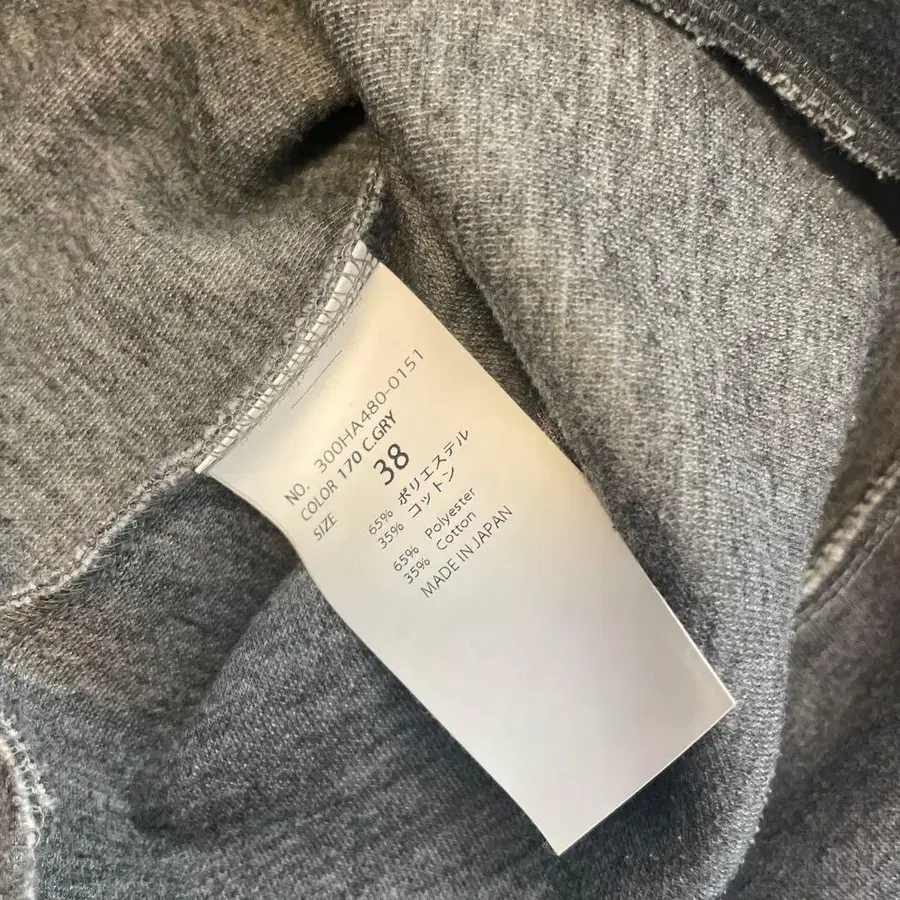 NO. 300HA480-0151
COLOR 170 C.GRY
SIZE 38
65% ポリエステル
35% コットン
65% Polyester
35% Cotton
MADE IN JAPAN